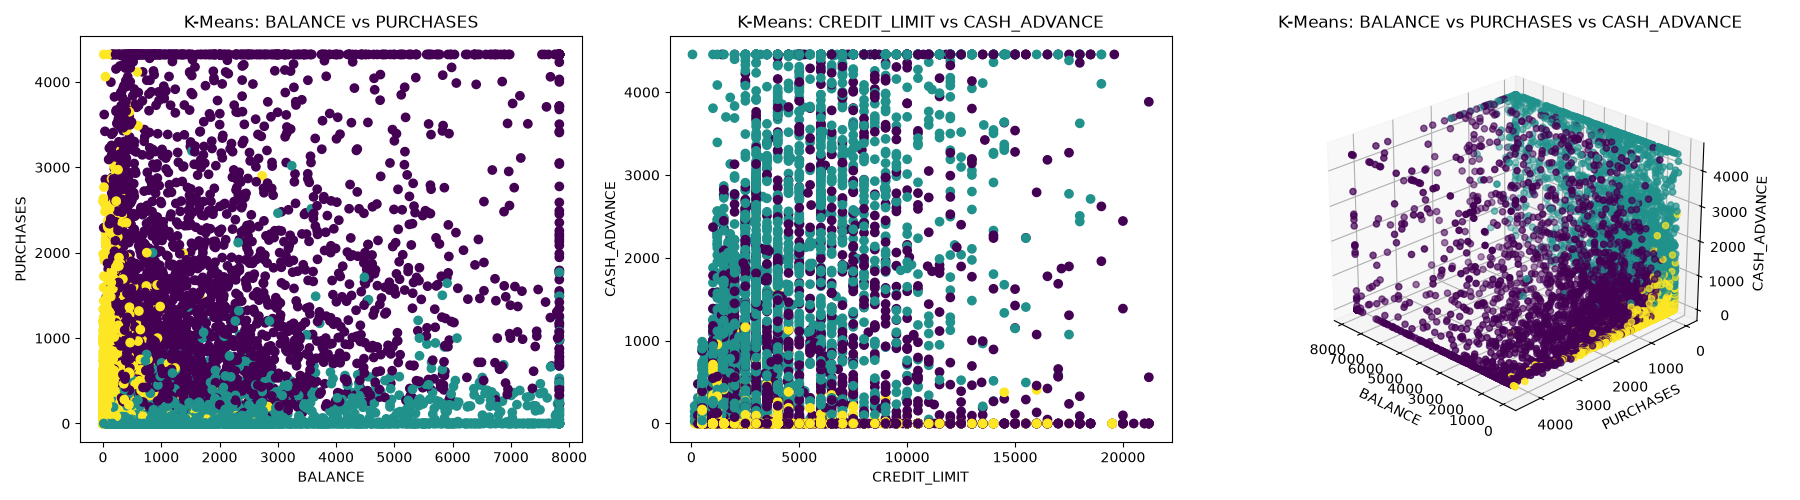 K-Means: BALANCE vs PURCHASES
4000
3000
2000
1000
0
PURCHASES
0 1000 2000 3000 4000 5000 6000 7000 8000
BALANCE
K-Means: CREDIT_LIMIT vs CASH_ADVANCE
4000
3000
2000
1000
0
CASH_ADVANCE
0 5000 10000 15000 20000
CREDIT_LIMIT
K-Means: BALANCE vs PURCHASES vs CASH_ADVANCE
4000
3000
2000
1000
0
CASH_ADVANCE
8000 7000 6000 5000 4000 3000 2000 1000 0
BALANCE
4000 3000 2000 1000 0
PURCHASES